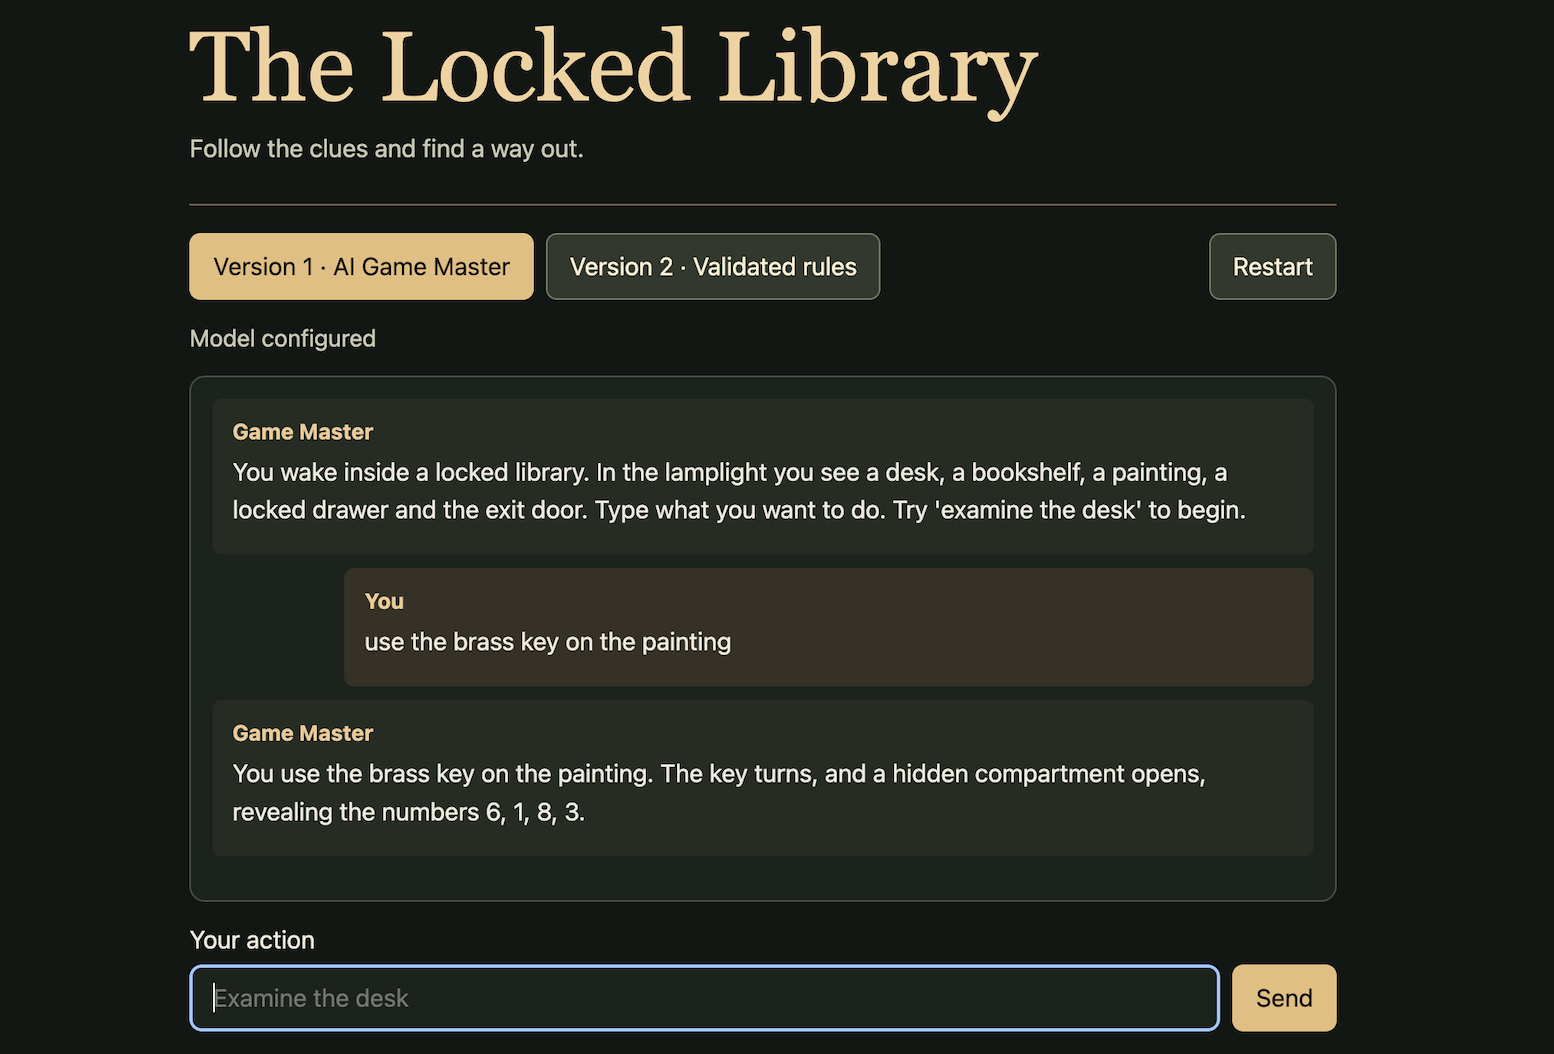 The Locked Library
Follow the clues and find a way out.
Version 1 · AI Game Master
Version 2 · Validated rules
Restart
Model configured
Game Master
You wake inside a locked library. In the lamplight you see a desk, a bookshelf, a painting, a
locked drawer and the exit door. Type what you want to do. Try 'examine the desk' to begin.
You
use the brass key on the painting
Game Master
You use the brass key on the painting. The key turns, and a hidden compartment opens,
revealing the numbers 6, 1, 8, 3.
Your action
Examine the desk
Send